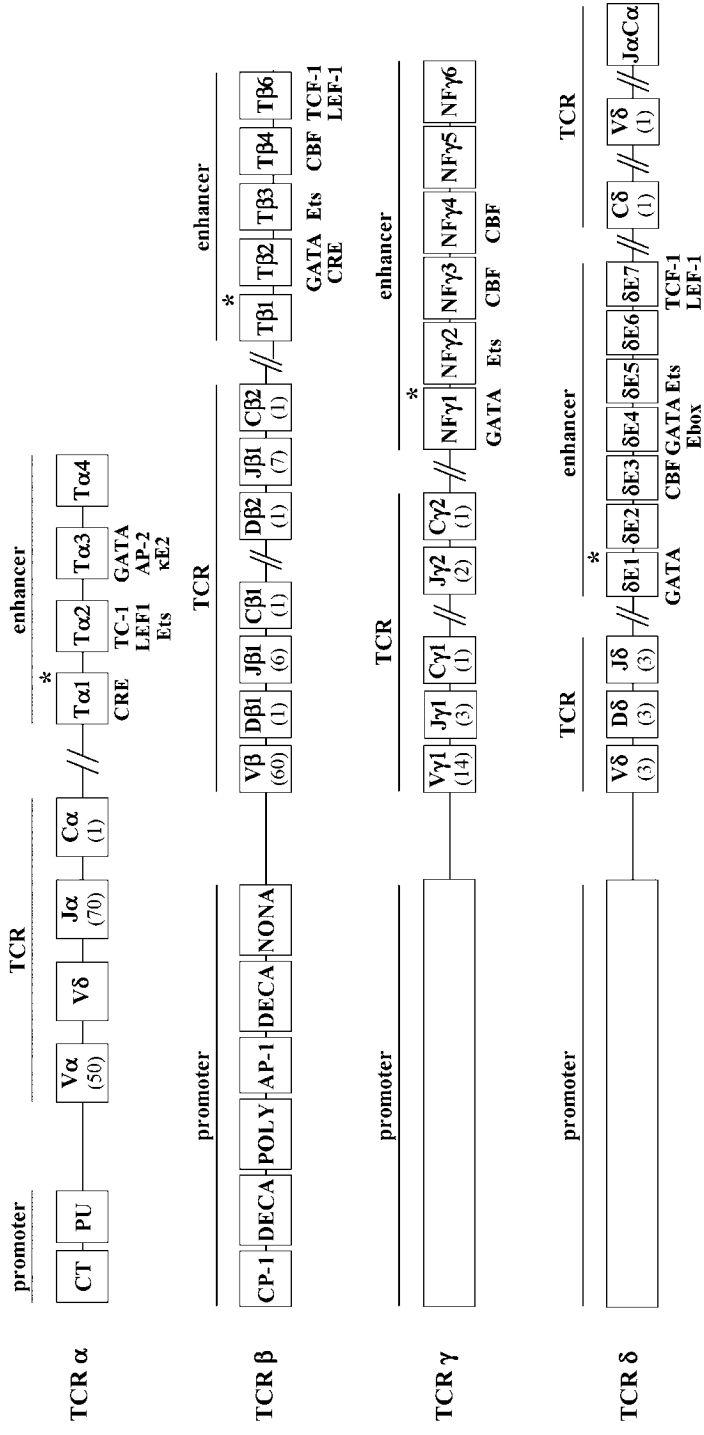 promoter TCR enhancer
*
TCR α CT PU Vα (50) Vδ Jα (70) Cα (1) // Tα1 Tα2 Tα3 Tα4
CRE TC-1 GATA
LEF1 AP-2
Ets κE2
promoter TCR enhancer
*
TCR β CP-1 DECA POLY AP-1 DECA NONA Vβ (60) Dβ1 (1) Jβ1 (6) Cβ1 (1) // Dβ2 (1) Jβ1 (7) Cβ2 (1) // Tβ1 Tβ2 Tβ3 Tβ4 Tβ6
GATA Ets CBF TCF-1
CRE LEF-1
promoter TCR enhancer
*
TCR γ Vγ1 (14) Jγ1 (3) Cγ1 (1) // Jγ2 (2) Cγ2 (1) // NFγ1 NFγ2 NFγ3 NFγ4 NFγ5 NFγ6
GATA Ets CBF CBF
promoter TCR enhancer TCR
*
TCR δ Vδ (3) Dδ (3) Jδ (3) // δE1 δE2 δE3 δE4 δE5 δE6 δE7 // Cδ (1) // Vδ (1) // JαCα
GATA CBF GATA Ets TCF-1
Ebox LEF-1